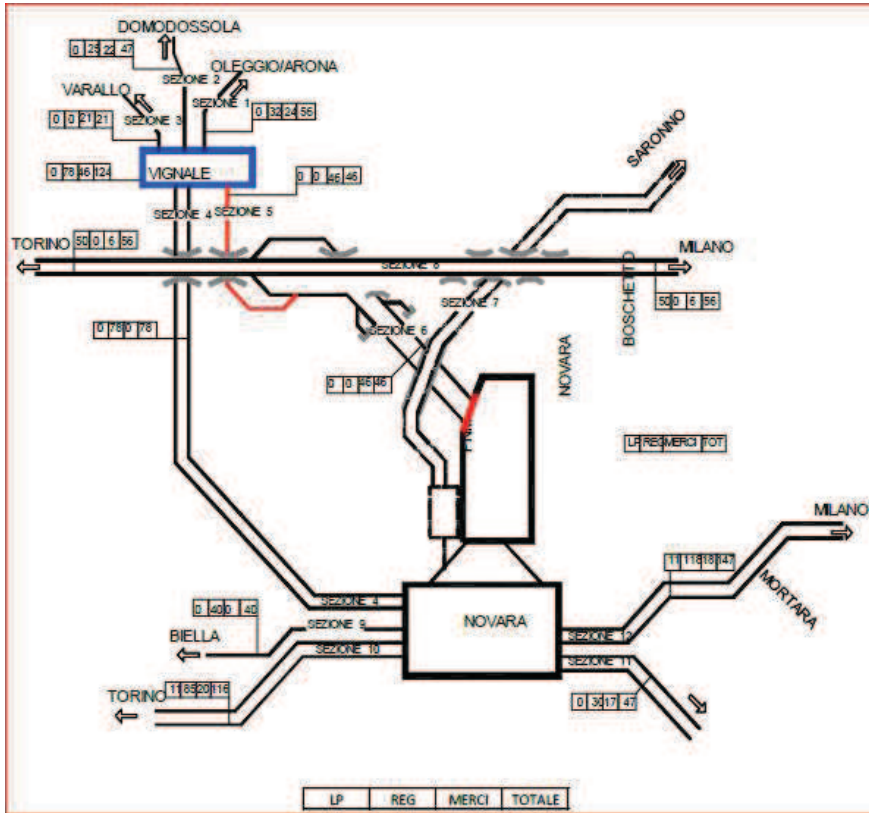 DOMODOSSOLA
0 25 22 47
SEZIONE 2
OLEGGIO/ARONA
VARALLO
SEZIONE 1
0 32 24 56
0 0 21 21
SEZIONE 3
SARONNO
0 78 46 124
VIGNALE
0 0 46 46
SEZIONE 4
SEZIONE 5
TORINO
50 0 6 56
MILANO
SEZIONE 8
BOSCHETTO
50 0 6 56
SEZIONE 7
0 78 0 78
SEZIONE 6
0 0 46 46
NOVARA
LP REG MERCI TOT
MILANO
11 118 18 147
MORTARA
SEZIONE 4
0 40 0 40
SEZIONE 9
NOVARA
BIELLA
SEZIONE 10
SEZIONE 12
SEZIONE 11
11 85 20 116
TORINO
0 30 17 47
LP REG MERCI TOTALE